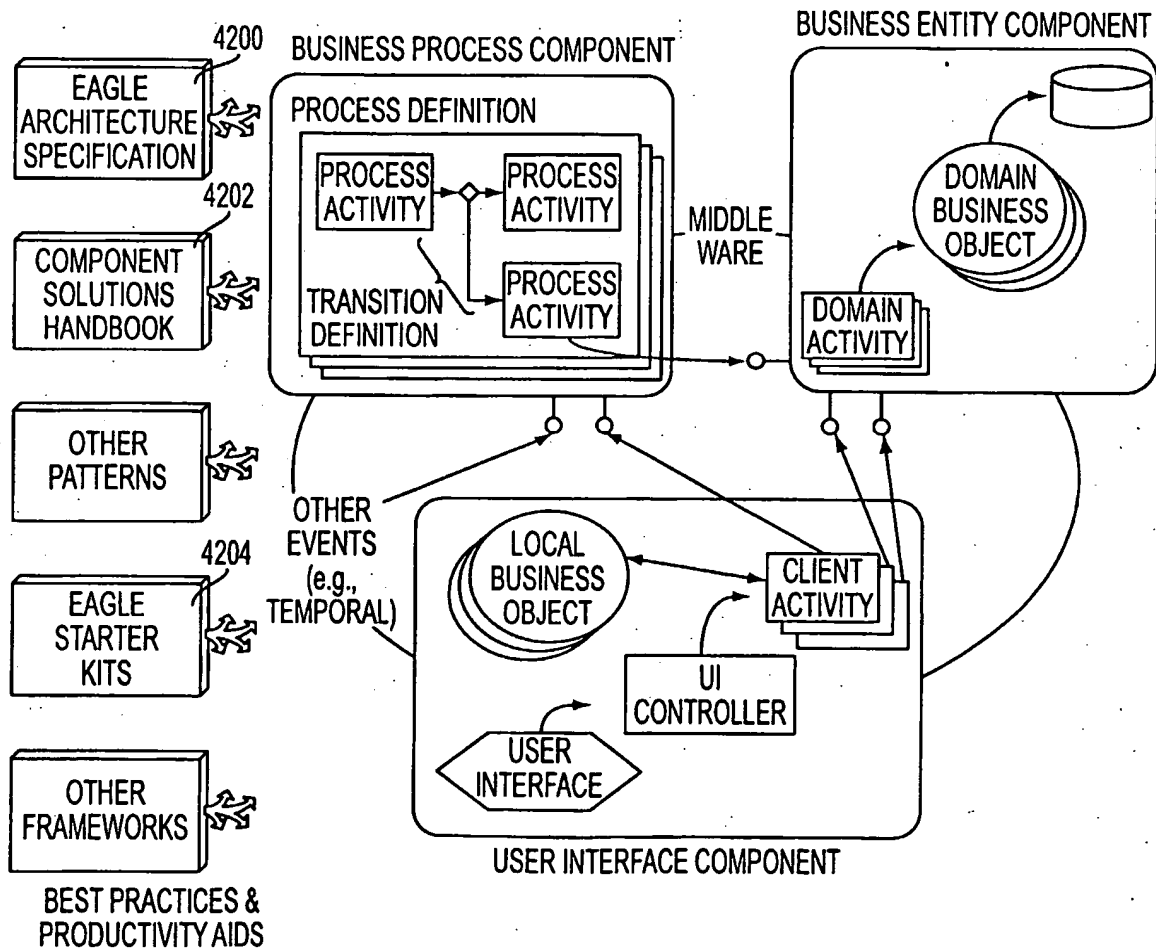 4200
EAGLE
ARCHITECTURE
SPECIFICATION
4202
COMPONENT
SOLUTIONS
HANDBOOK
OTHER
PATTERNS
4204
EAGLE
STARTER
KITS
OTHER
FRAMEWORKS
BEST PRACTICES &
PRODUCTIVITY AIDS
BUSINESS PROCESS COMPONENT
PROCESS DEFINITION
PROCESS
ACTIVITY
PROCESS
ACTIVITY
PROCESS
ACTIVITY
TRANSITION
DEFINITION
MIDDLE
WARE
BUSINESS ENTITY COMPONENT
DOMAIN
BUSINESS
OBJECT
DOMAIN
ACTIVITY
OTHER
EVENTS
(e.g.,
TEMPORAL)
LOCAL
BUSINESS
OBJECT
CLIENT
ACTIVITY
UI
CONTROLLER
USER
INTERFACE
USER INTERFACE COMPONENT